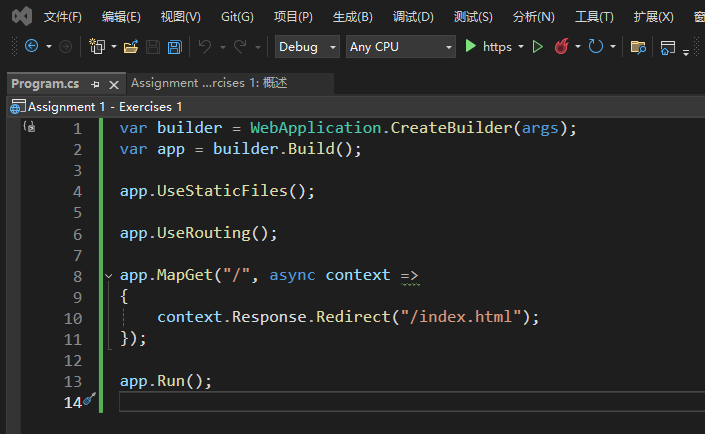 文件(F) 编辑(E) 视图(V) Git(G) 项目(P) 生成(B) 调试(D) 测试(S) 分析(N) 工具(T) 扩展(X)
Debug Any CPU https
Program.cs Assignment ...rcises 1: 概述
Assignment 1 - Exercises 1
1 var builder = WebApplication.CreateBuilder(args);
2 var app = builder.Build();
3
4 app.UseStaticFiles();
5
6 app.UseRouting();
7
8 app.MapGet("/", async context =>
9 {
10 context.Response.Redirect("/index.html");
11 });
12
13 app.Run();
14